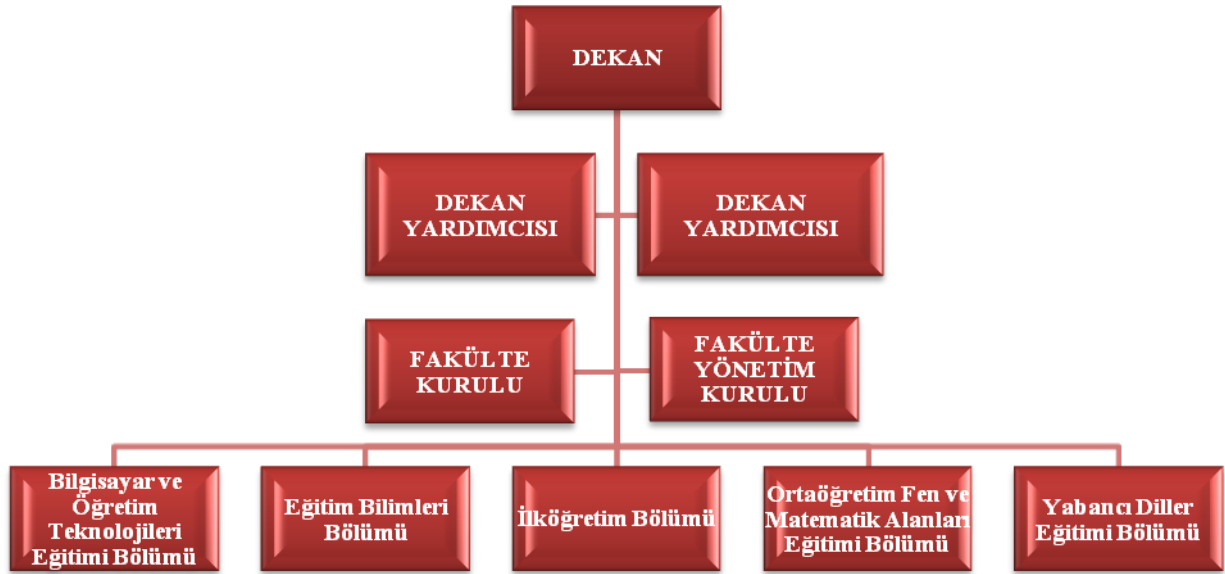 DEKAN
DEKAN
YARDIMCISI
DEKAN
YARDIMCISI
FAKÜLTE
KURULU
FAKÜLTE
YÖNETİM
KURULU
Bilgisayar ve
Öğretim
Teknolojileri
Eğitimi Bölümü
Eğitim Bilimleri
Bölümü
İlköğretim Bölümü
Ortaöğretim Fen ve
Matematik Alanları
Eğitimi Bölümü
Yabancı Diller
Eğitimi Bölümü